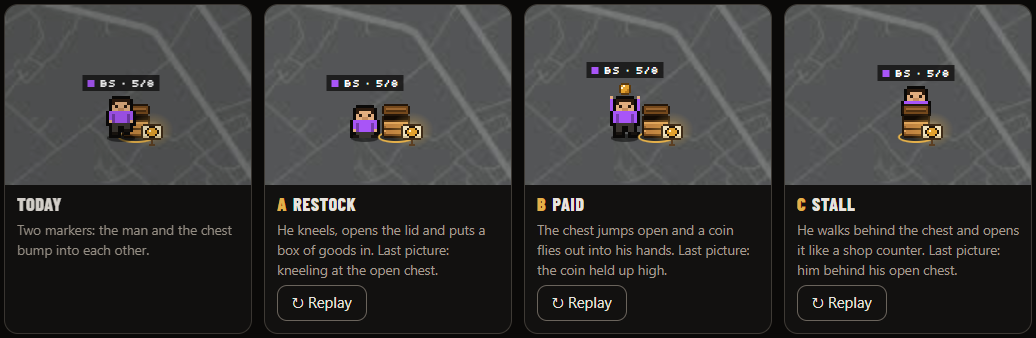 BS · 5/8
BS · 5/8
BS · 5/8
BS · 5/8
TODAY
Two markers: the man and the chest
bump into each other.
A RESTOCK
He kneels, opens the lid and puts a
box of goods in. Last picture:
kneeling at the open chest.
↻ Replay
B PAID
The chest jumps open and a coin
flies out into his hands. Last picture:
the coin held up high.
↻ Replay
C STALL
He walks behind the chest and opens
it like a shop counter. Last picture:
him behind his open chest.
↻ Replay